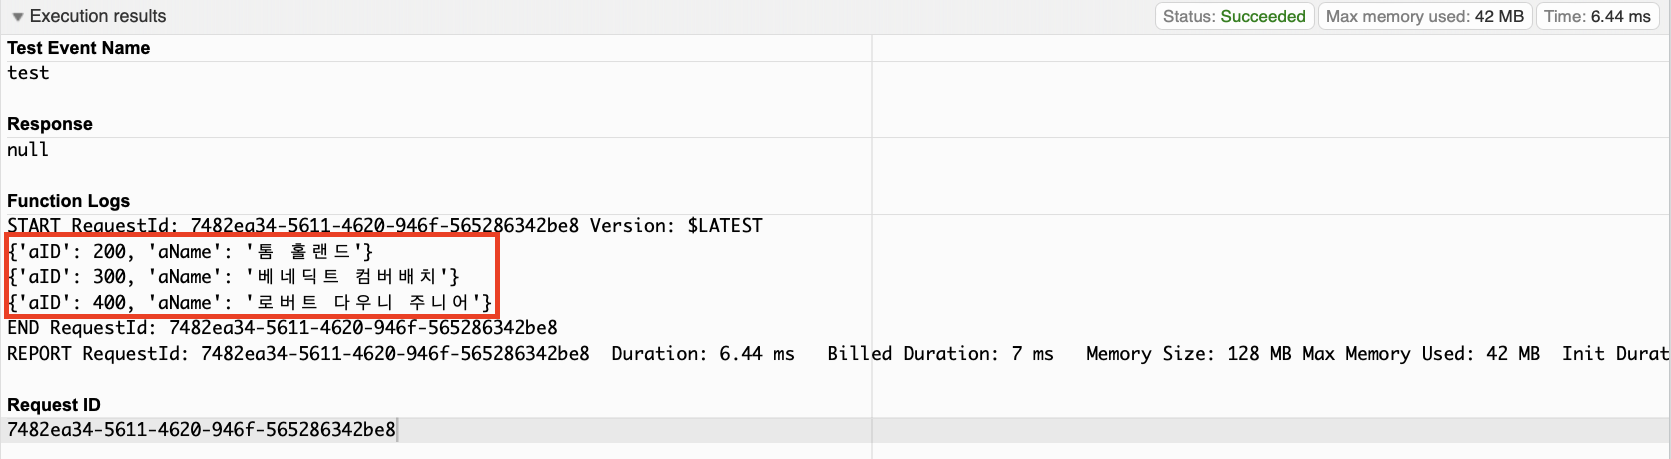 Execution results
Status: Succeeded
Max memory used: 42 MB
Time: 6.44 ms
Test Event Name
test
Response
null
Function Logs
START RequestId: 7482ea34-5611-4620-946f-565286342be8 Version: $LATEST
{'aID': 200, 'aName': '톰 홀랜드'}
{'aID': 300, 'aName': '베네딕트 컴버배치'}
{'aID': 400, 'aName': '로버트 다우니 주니어'}
END RequestId: 7482ea34-5611-4620-946f-565286342be8
REPORT RequestId: 7482ea34-5611-4620-946f-565286342be8 Duration: 6.44 ms Billed Duration: 7 ms Memory Size: 128 MB Max Memory Used: 42 MB Init Durat
Request ID
7482ea34-5611-4620-946f-565286342be8